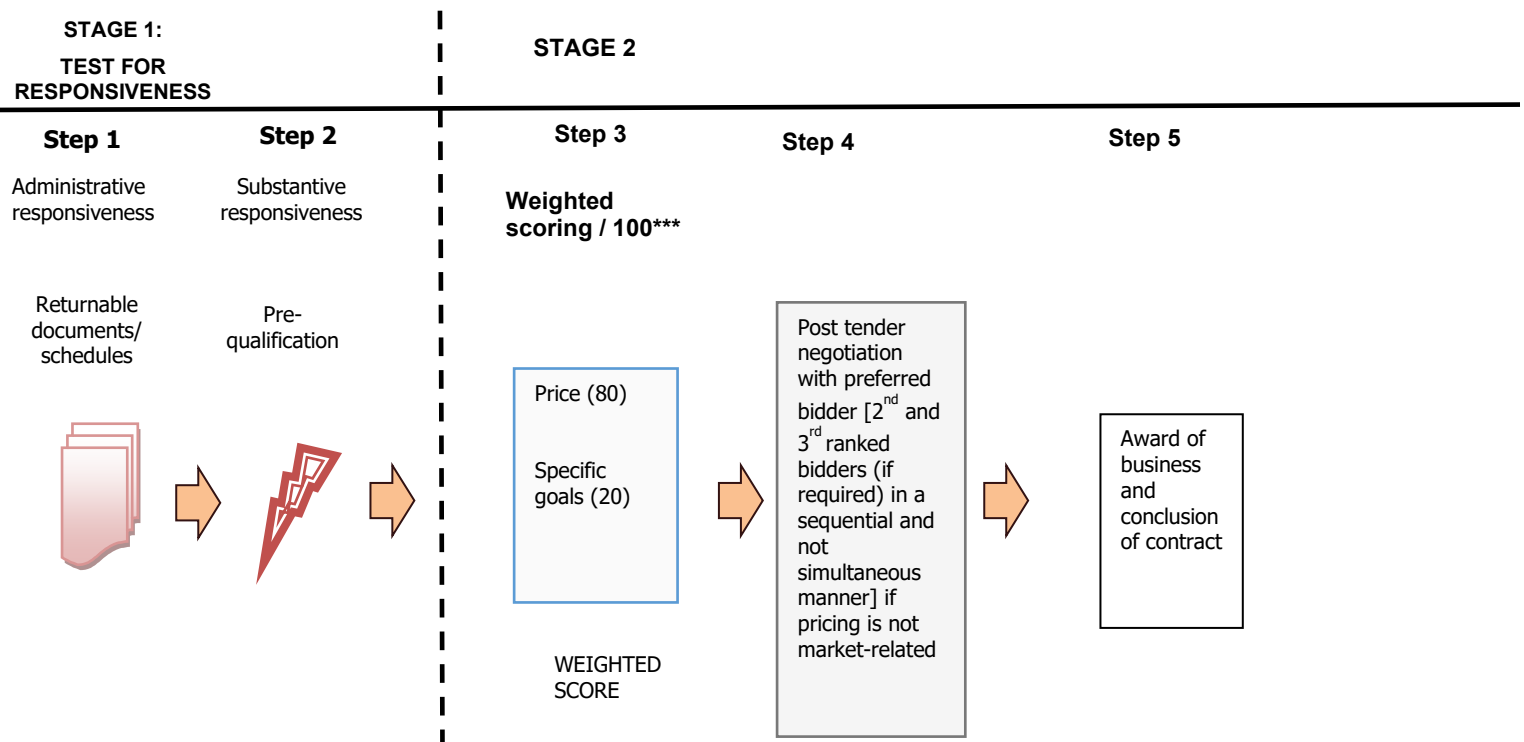 STAGE 1:
TEST FOR
RESPONSIVENESS
STAGE 2
Step 1
Step 2
Step 3
Step 4
Step 5
Administrative
responsiveness
Substantive
responsiveness
Weighted
scoring / 100***
Returnable
documents/
schedules
Pre-
qualification
Price (80)
Specific
goals (20)
WEIGHTED
SCORE
Post tender
negotiation
with preferred
bidder [2nd and
3rd ranked
bidders (if
required) in a
sequential and
not
simultaneous
manner] if
pricing is not
market-related
Award of
business
and
conclusion
of contract